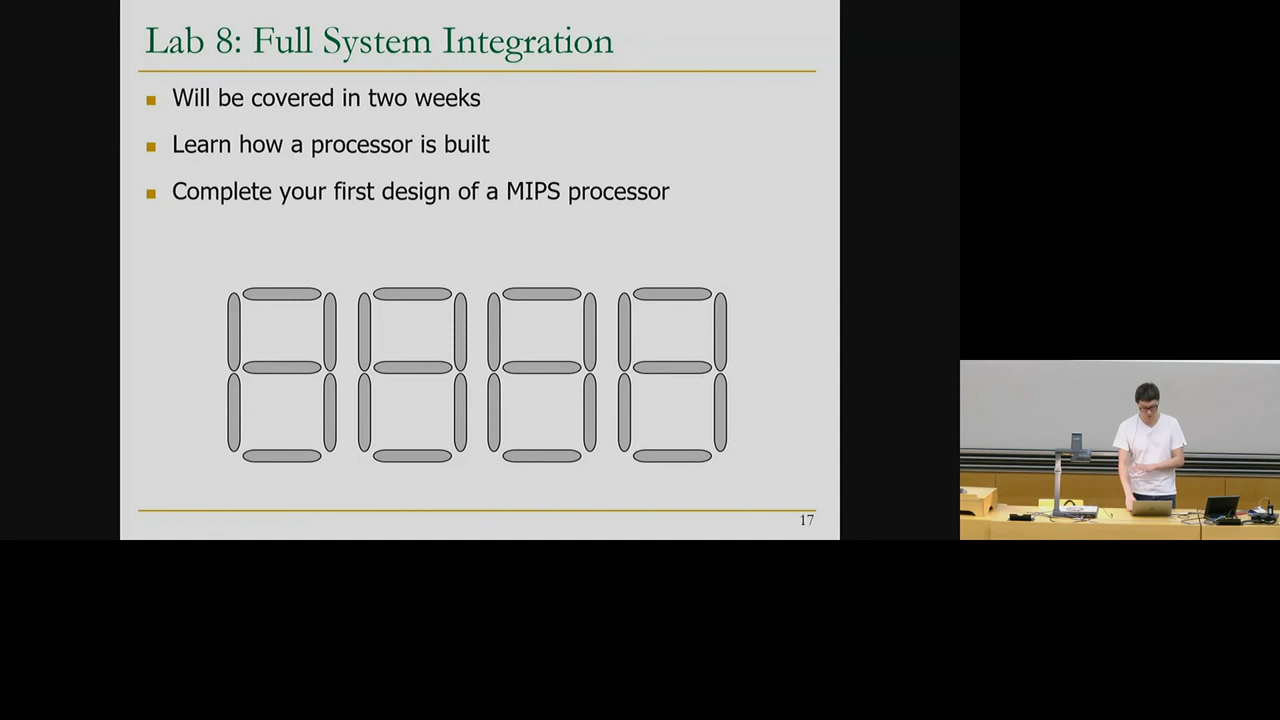 Lab 8: Full System Integration
Will be covered in two weeks
Learn how a processor is built
Complete your first design of a MIPS processor
17